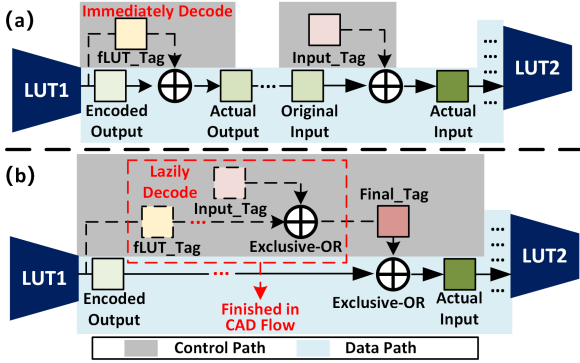 (a)
Immediately Decode
fLUT_Tag
Input_Tag
LUT1
LUT2
Encoded
Output
Actual
Output
Original
Input
Actual
Input
(b)
Lazily
Decode
Input_Tag
Final_Tag
fLUT_Tag
Exclusive-OR
LUT1
LUT2
Encoded
Output
Finished in
CAD Flow
Exclusive-OR
Actual
Input
Control Path
Data Path